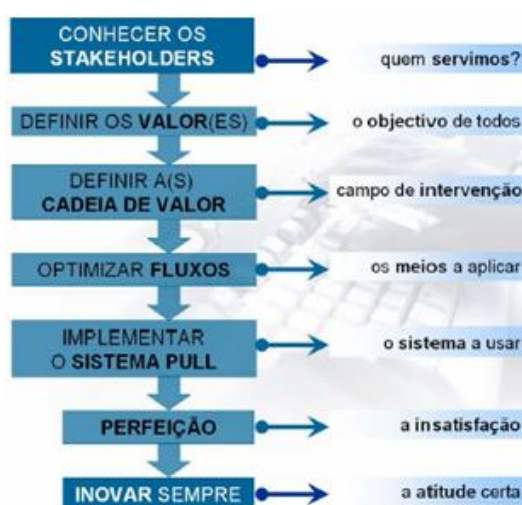 CONHECER OS
STAKEHOLDERS
quem servimos?
DEFINIR OS VALOR(ES)
o objectivo de todos
DEFINIR A(S)
CADEIA DE VALOR
campo de intervenção
OPTIMIZAR FLUXOS
os meios a aplicar
IMPLEMENTAR
O SISTEMA PULL
o sistema a usar
PERFEIÇÃO
a insatisfação
INOVAR SEMPRE
a atitude certa